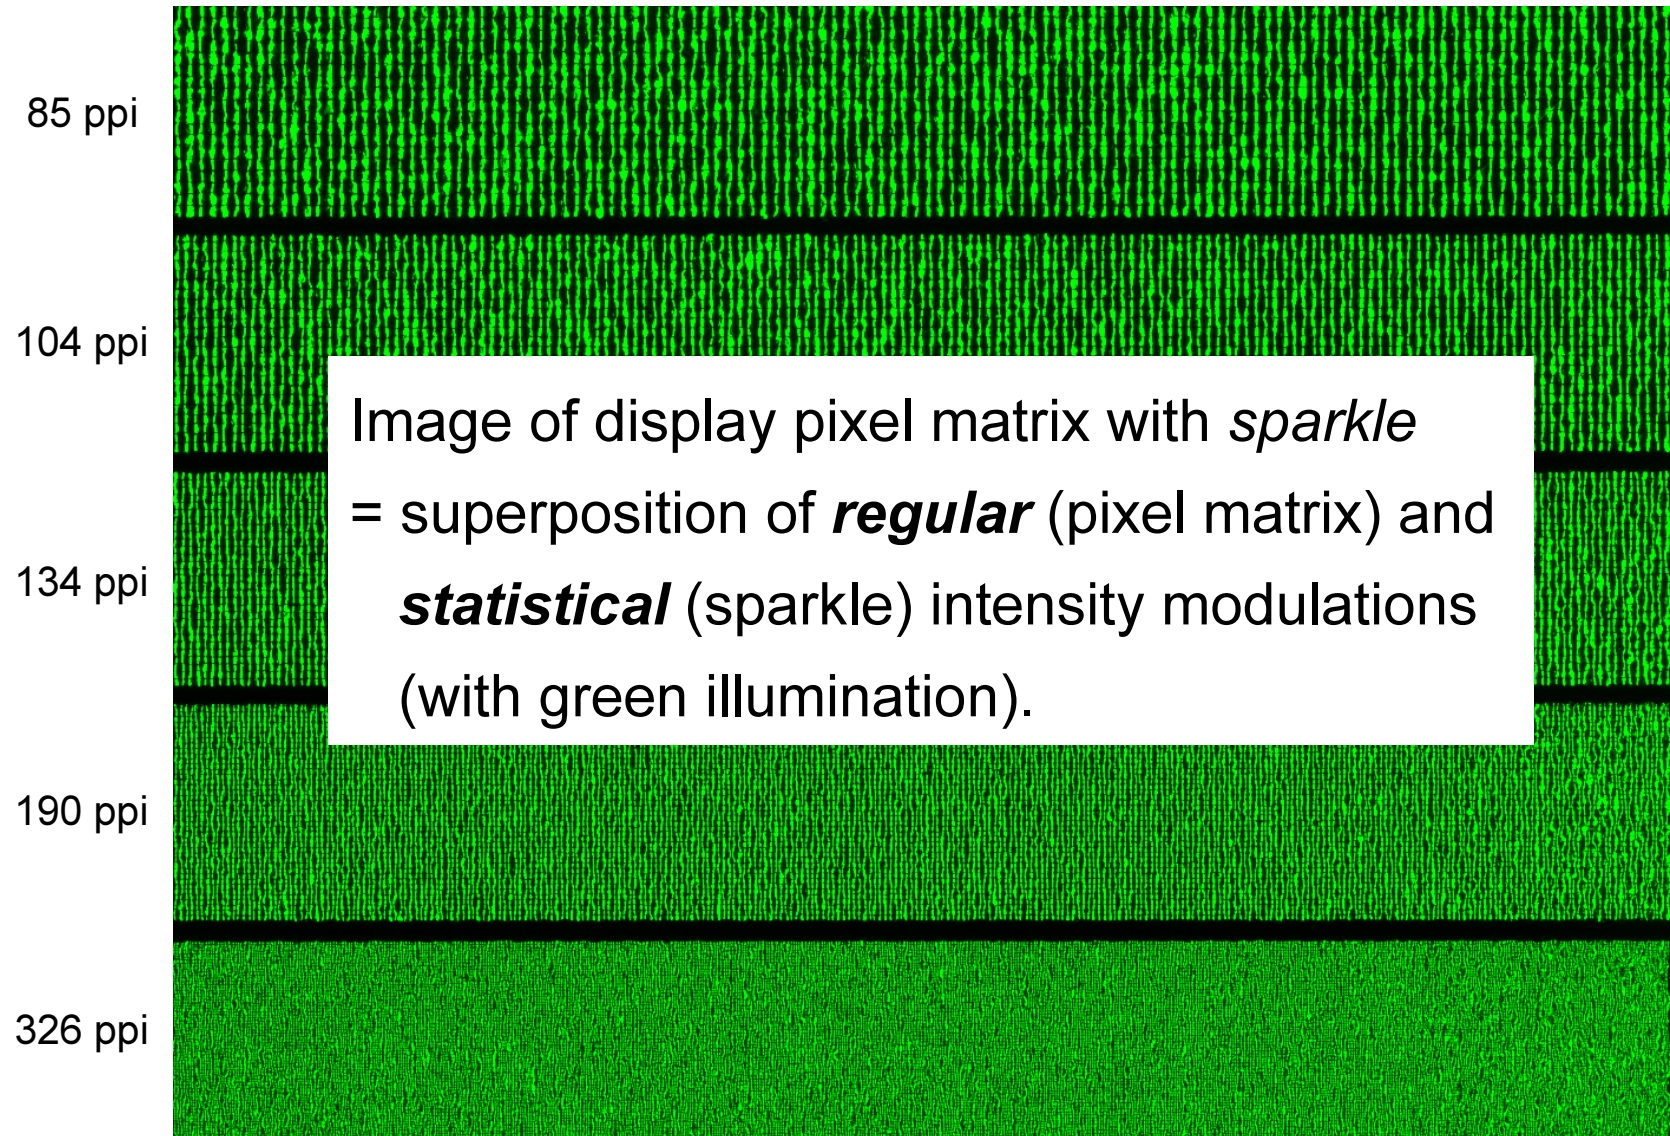 85 ppi
104 ppi
Image of display pixel matrix with sparkle
= superposition of regular (pixel matrix) and
statistical (sparkle) intensity modulations
(with green illumination).
134 ppi
190 ppi
326 ppi